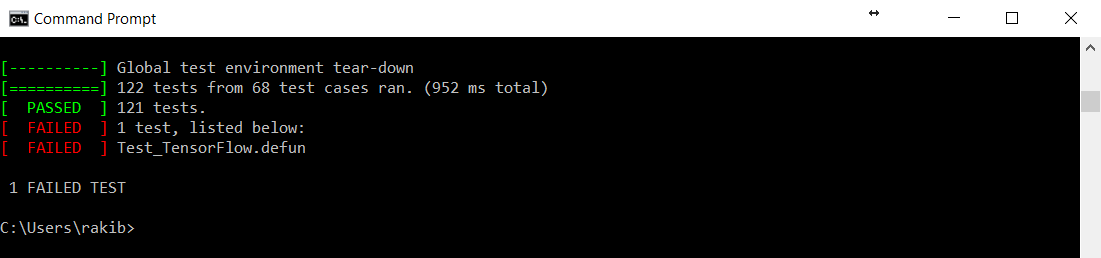 Command Prompt
[----------] Global test environment tear-down
[==========] 122 tests from 68 test cases ran. (952 ms total)
[  PASSED  ] 121 tests.
[  FAILED  ] 1 test, listed below:
[  FAILED  ] Test_TensorFlow.defun
 1 FAILED TEST
C:\Users\rakib>